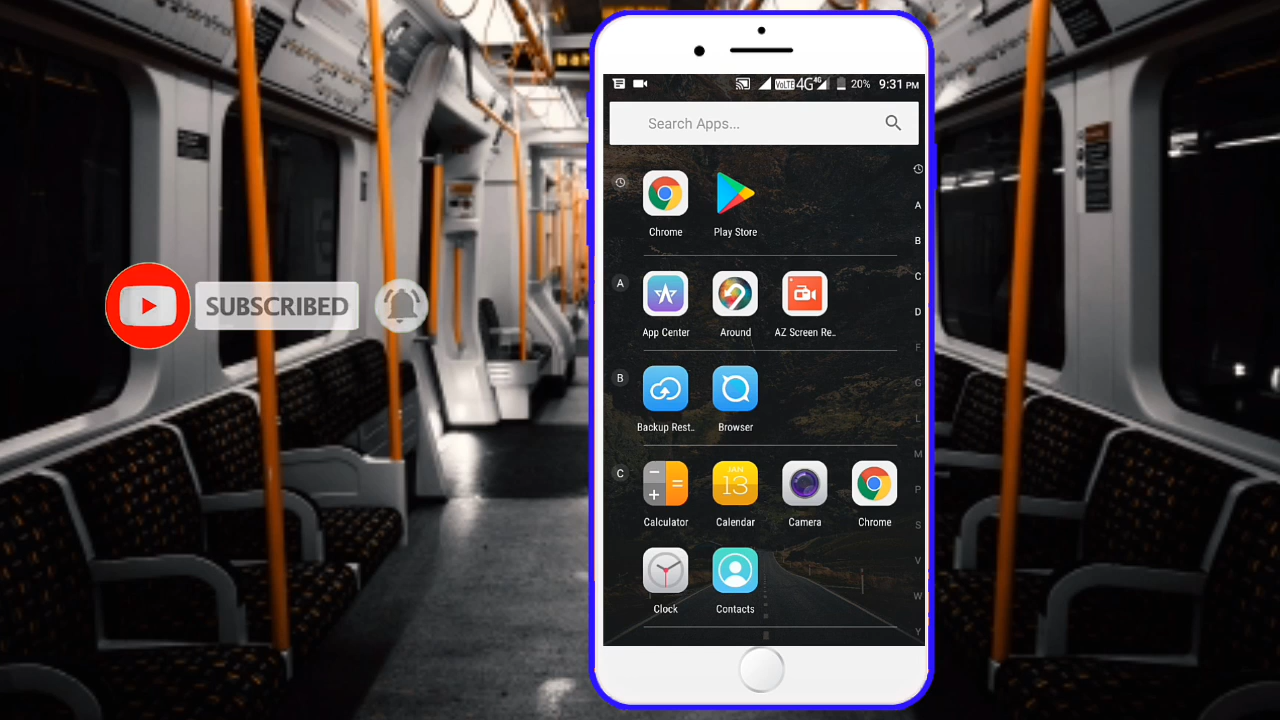 SUBSCRIBED
VoLTE 4G 4G 20% 9:31 PM
Search Apps...
Chrome Play Store
A
App Center Around AZ Screen Re..
B
Backup Rest.. Browser
C
JAN
13
Calculator Calendar Camera Chrome
Clock Contacts
A
B
C
D
F
G
L
M
P
S
V
W
Y